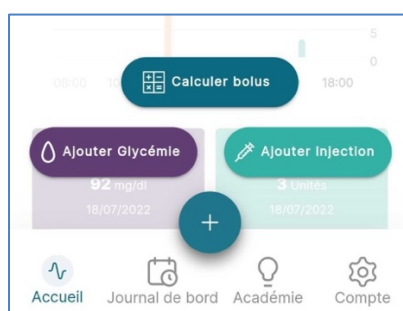 5
0
08:00
18:00
Calculer bolus
Ajouter Glycémie
Ajouter Injection
92 mg/dl
3 Unités
18/07/2022
18/07/2022
+
Accueil
Journal de bord
Académie
Compte